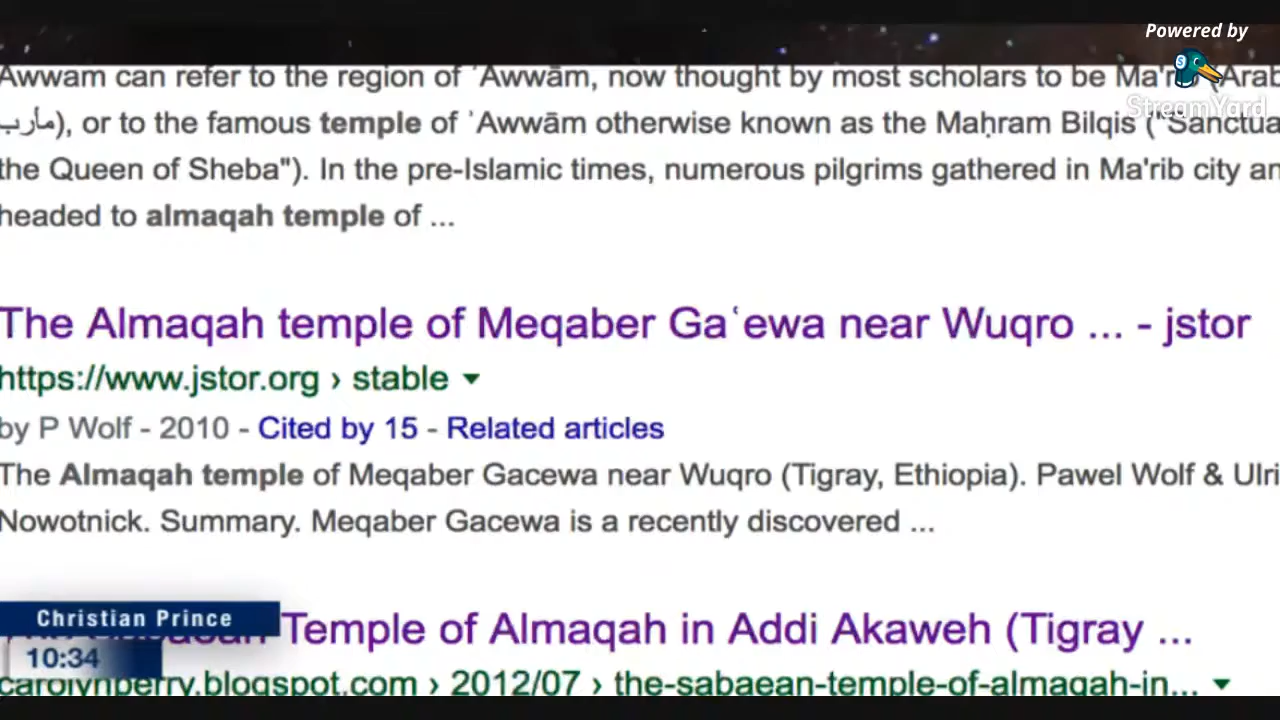 Powered by
StreamYard
Awwam can refer to the region of ʾAwwām, now thought by most scholars to be Ma'rib (Arab
مأرب), or to the famous temple of ʾAwwām otherwise known as the Maḥram Bilqis ("Sanctua
the Queen of Sheba"). In the pre-Islamic times, numerous pilgrims gathered in Ma'rib city an
headed to almaqah temple of ...
The Almaqah temple of Meqaber Gaʿewa near Wuqro ... - jstor
https://www.jstor.org › stable
by P Wolf - 2010 - Cited by 15 - Related articles
The Almaqah temple of Meqaber Gacewa near Wuqro (Tigray, Ethiopia). Pawel Wolf & Ulri
Nowotnick. Summary. Meqaber Gacewa is a recently discovered ...
Christian Prince
Temple of Almaqah in Addi Akaweh (Tigray ...
10:34
carolynberry.blogspot.com › 2012/07 › the-sabaean-temple-of-almaqah-in...